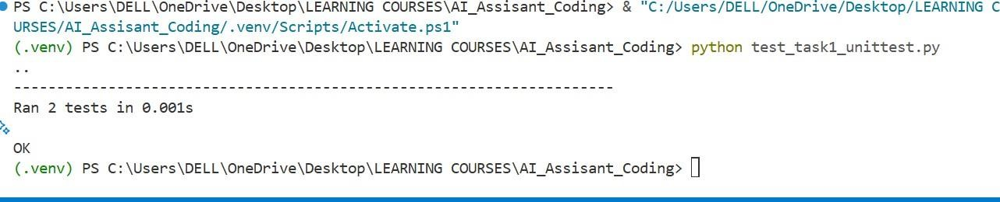 PS C:\Users\DELL\OneDrive\Desktop\LEARNING COURSES\AI_Assisant_Coding> & "C:/Users/DELL/OneDrive/Desktop/LEARNING C
URSES/AI_Assisant_Coding/.venv/Scripts/Activate.ps1"
(.venv) PS C:\Users\DELL\OneDrive\Desktop\LEARNING COURSES\AI_Assisant_Coding> python test_task1_unittest.py
..
----------------------------------------------------------------------
Ran 2 tests in 0.001s
OK
(.venv) PS C:\Users\DELL\OneDrive\Desktop\LEARNING COURSES\AI_Assisant_Coding>